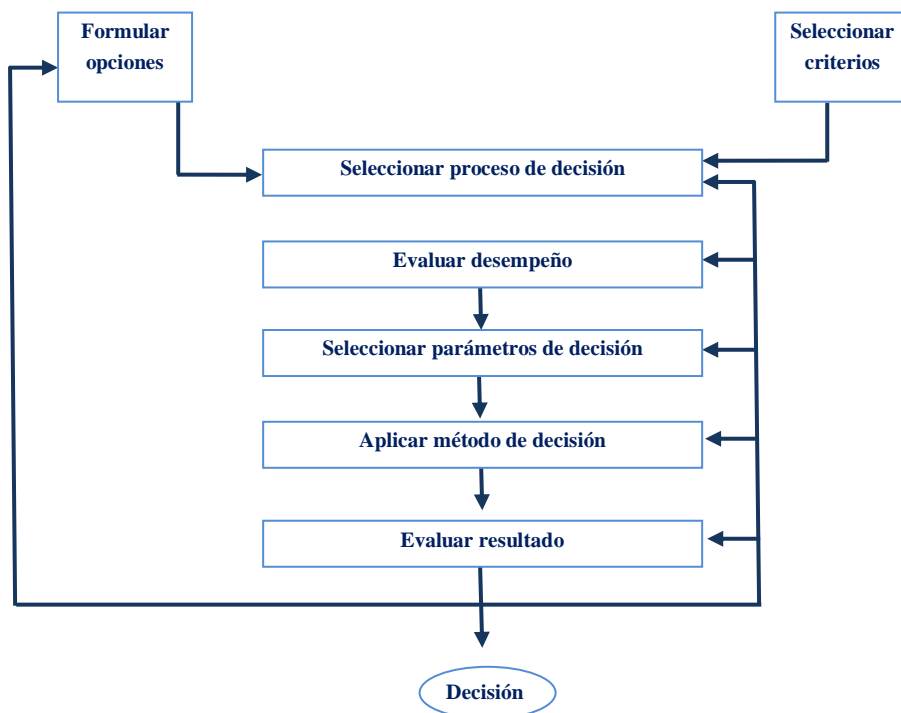 Formular
opciones
Seleccionar
criterios
Seleccionar proceso de decisión
Evaluar desempeño
Seleccionar parámetros de decisión
Aplicar método de decisión
Evaluar resultado
Decisión